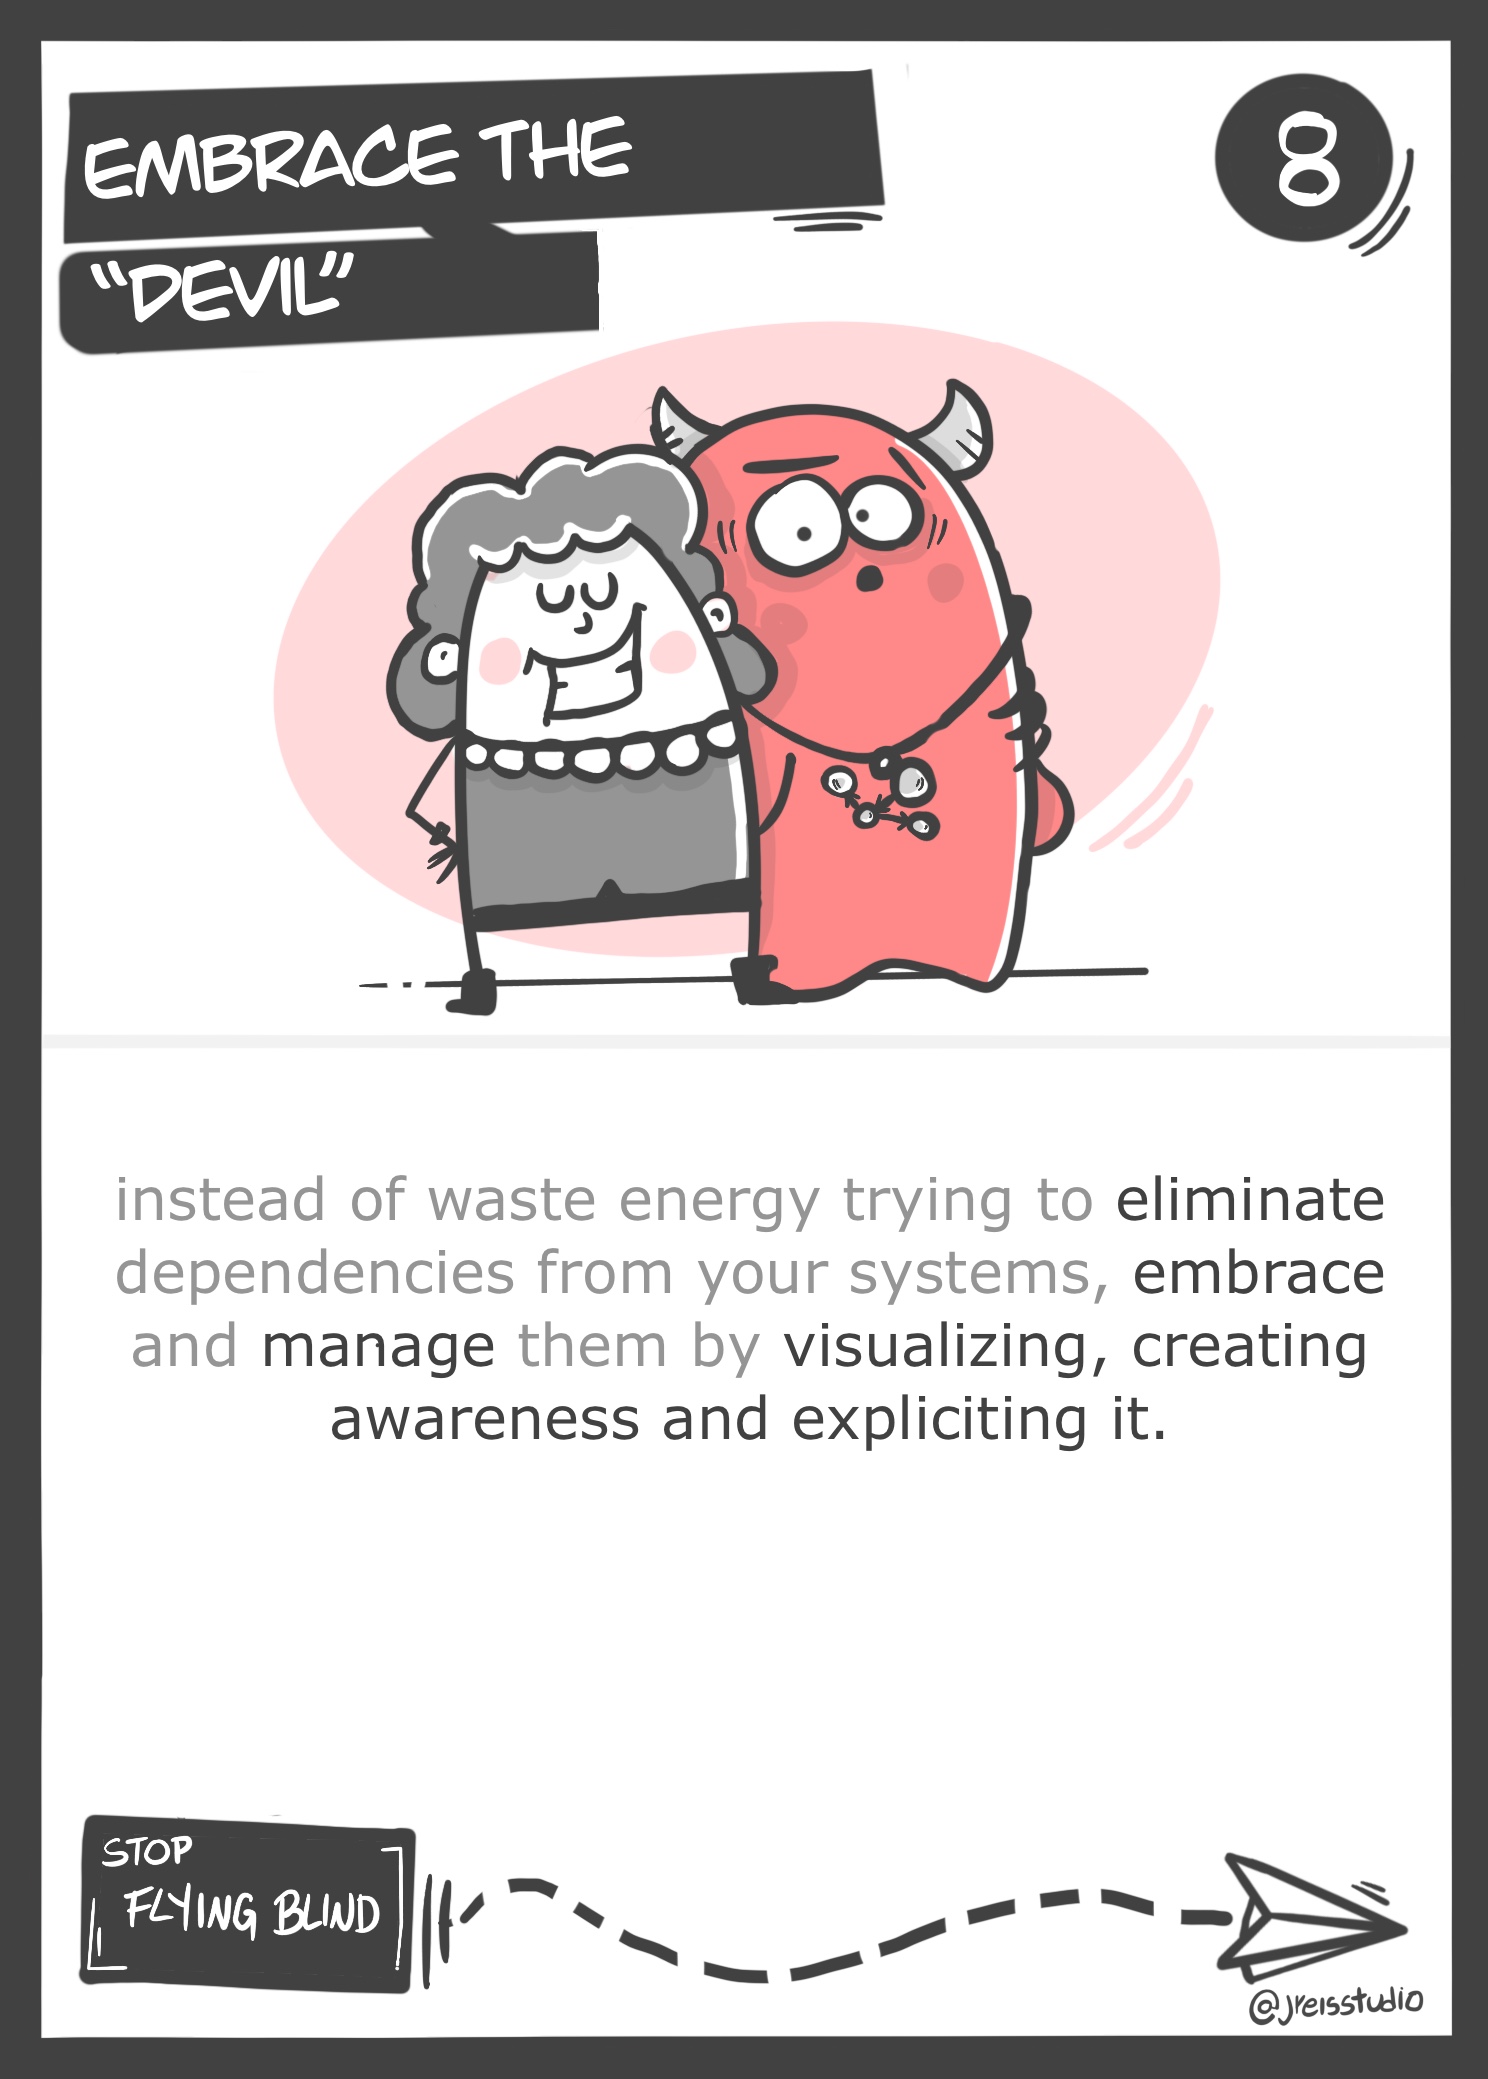 EMBRACE THE
"DEVIL"
8
instead of waste energy trying to eliminate
dependencies from your systems, embrace
and manage them by visualizing, creating
awareness and expliciting it.
STOP
FLYING BLIND
@jreisstudio